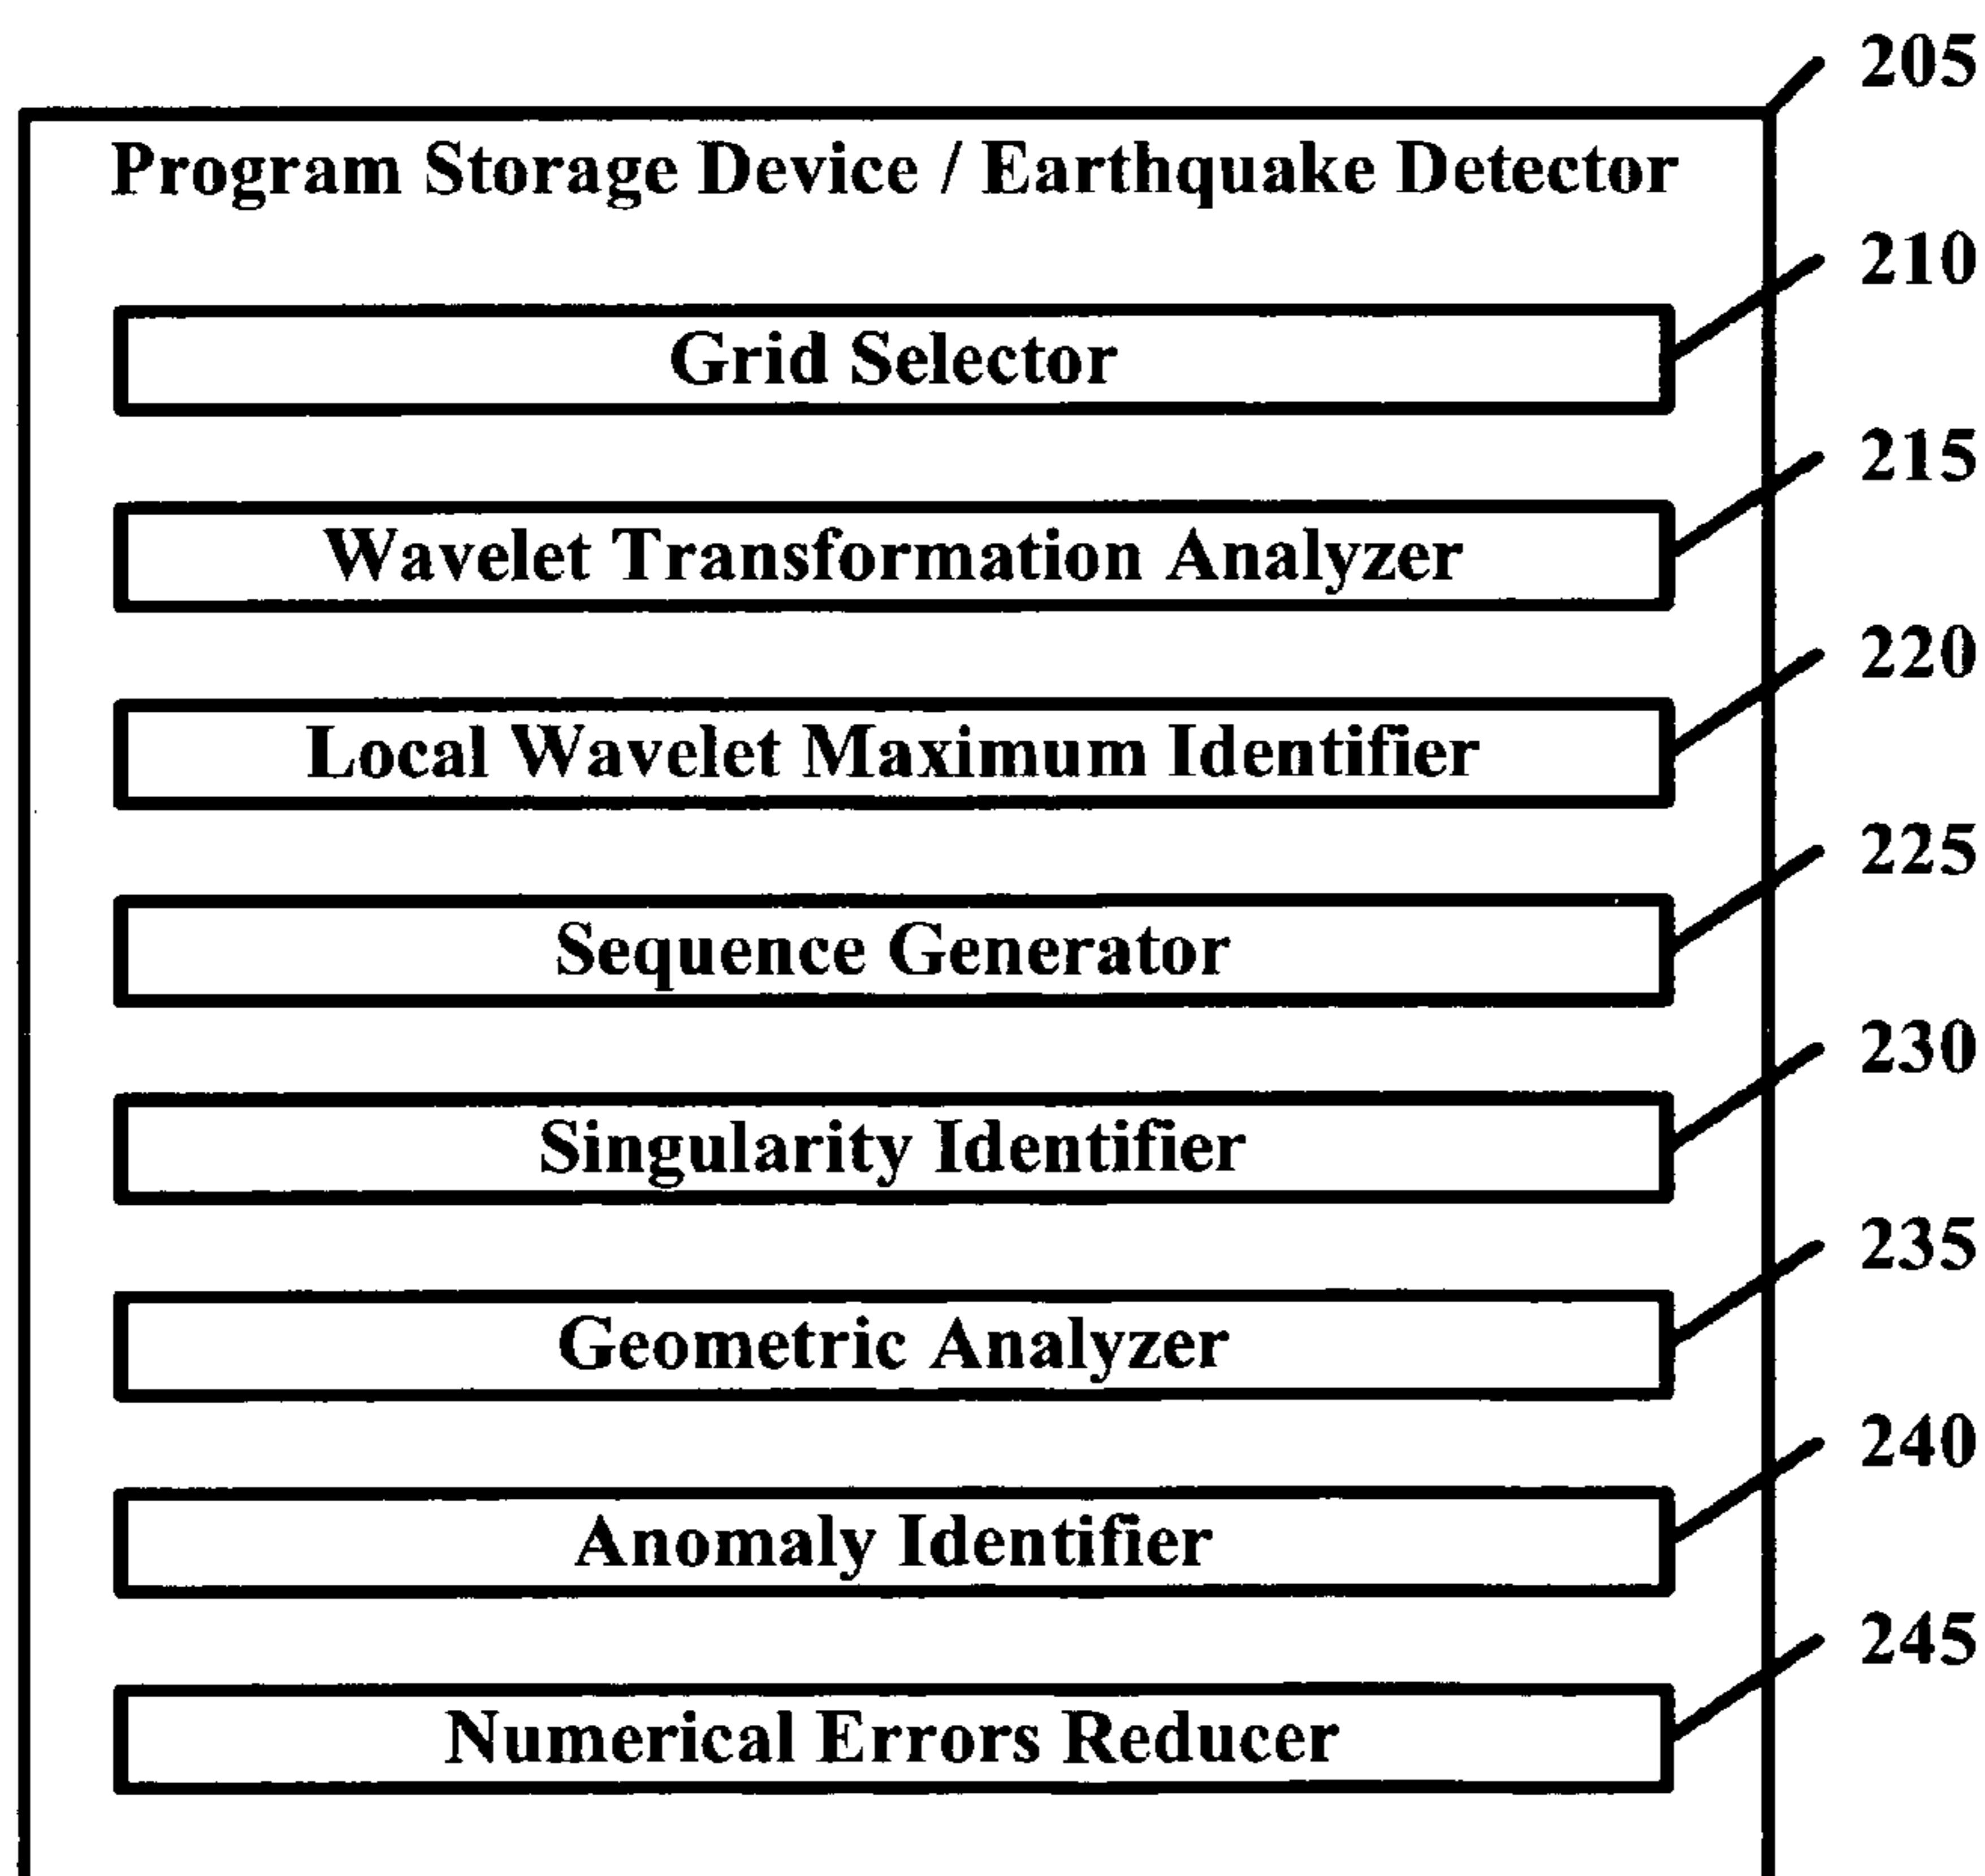 205
Program Storage Device / Earthquake Detector
210
Grid Selector
215
Wavelet Transformation Analyzer
220
Local Wavelet Maximum Identifier
225
Sequence Generator
230
Singularity Identifier
235
Geometric Analyzer
240
Anomaly Identifier
245
Numerical Errors Reducer